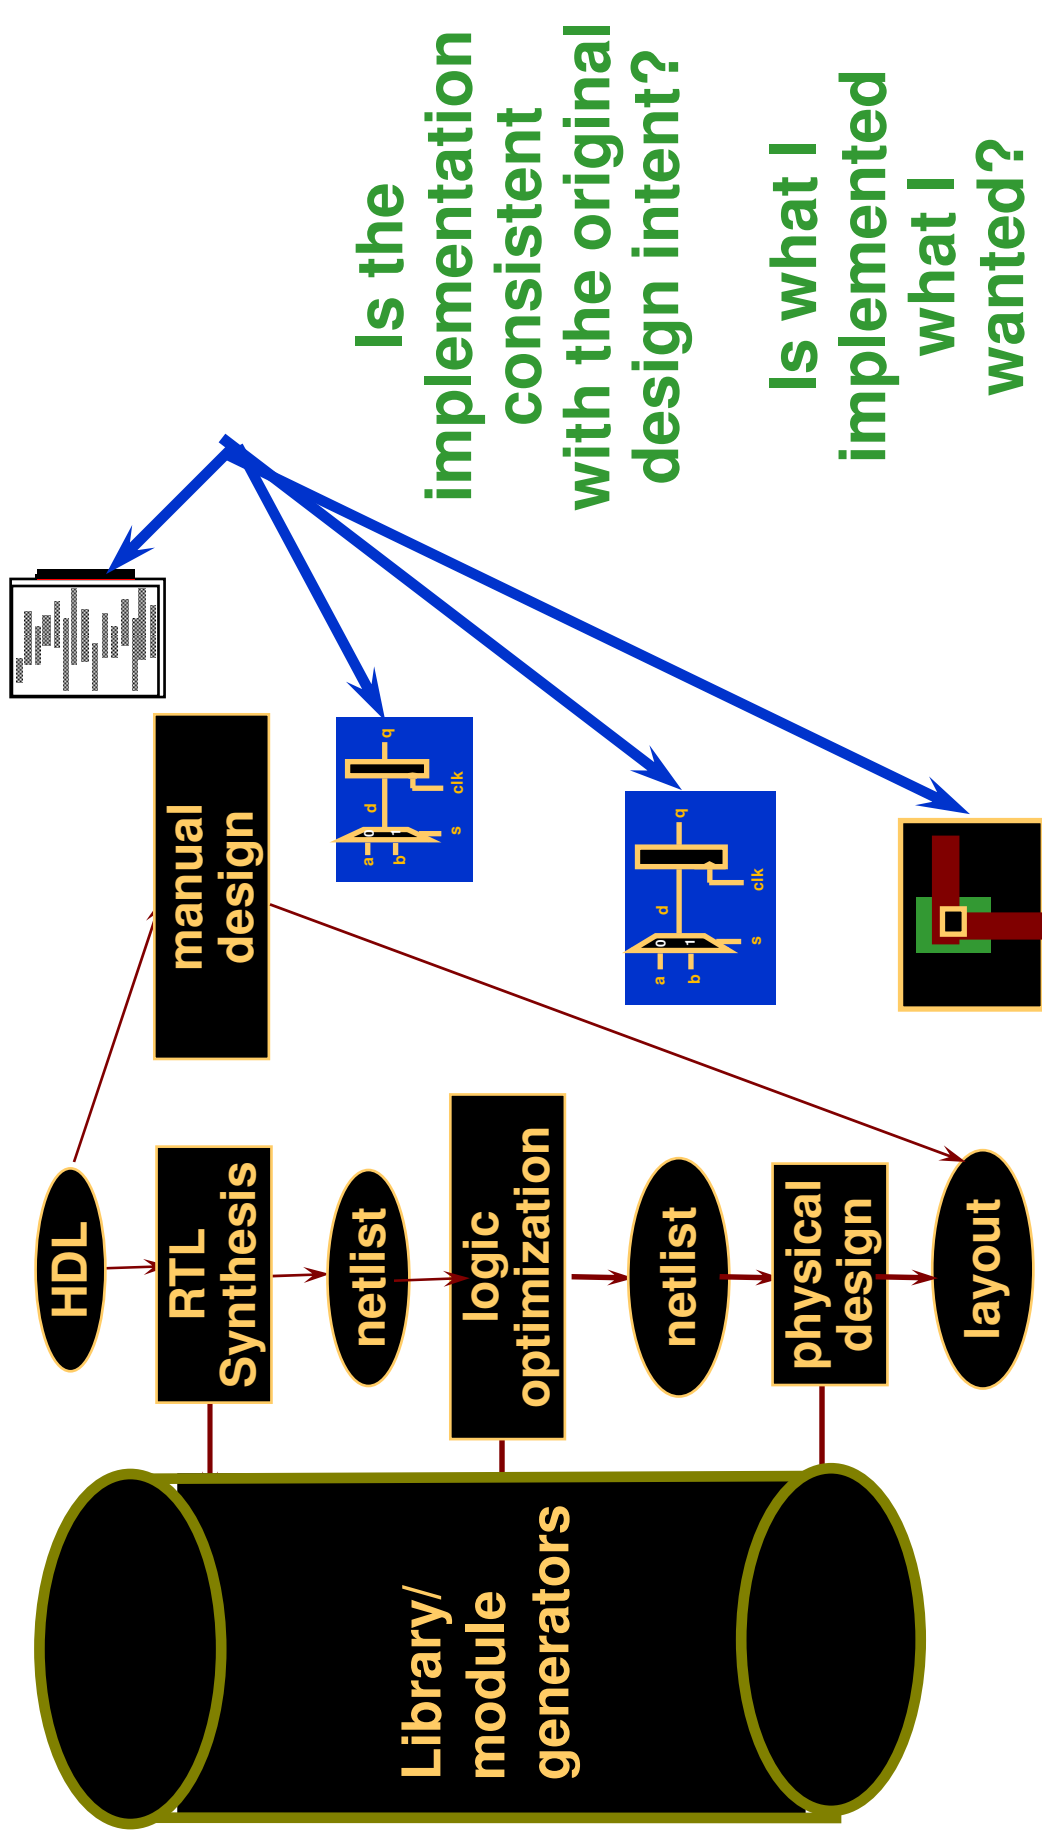 HDL
RTL
Synthesis
netlist
logic
optimization
netlist
physical
design
layout
Library/
module
generators
manual
design
a
b
0
1
d
q
s
clk
a
b
0
1
d
q
s
clk
Is the
implementation
consistent
with the original
design intent?
Is what I
implemented
what I
wanted?